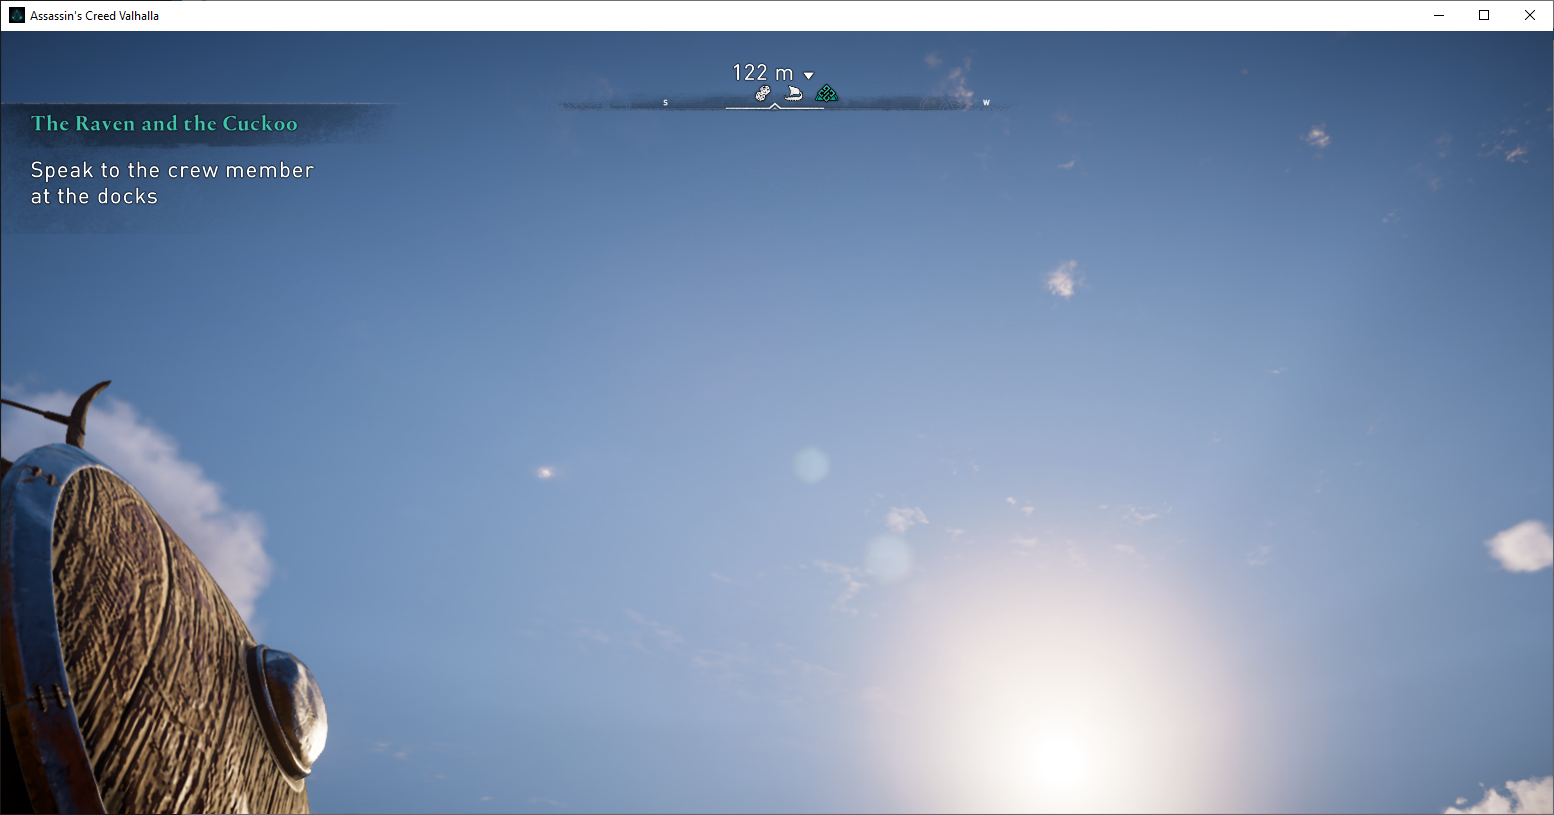 Assassin's Creed Valhalla
122 m
S
W
The Raven and the Cuckoo
Speak to the crew member
at the docks